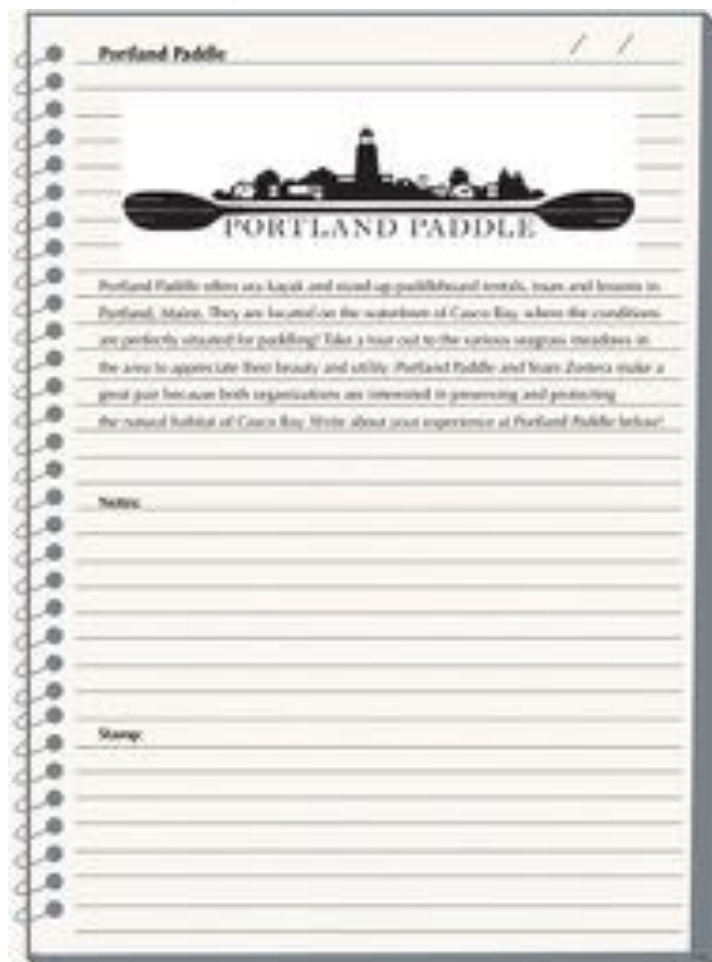 Portland Paddle / /
PORTLAND PADDLE
Portland Paddle offers sea kayak and stand-up paddleboard rentals, tours and lessons in
Portland, Maine. They are located on the waterfront of Casco Bay, where the conditions
are perfectly situated for paddling! Take a tour out to the various seagrass meadows in
the area to appreciate their beauty and utility. Portland Paddle and Team Zostera make a
great pair because both organizations are interested in preserving and protecting
the natural habitat of Casco Bay. Write about your experience at Portland Paddle below!
Notes:
Stamp: